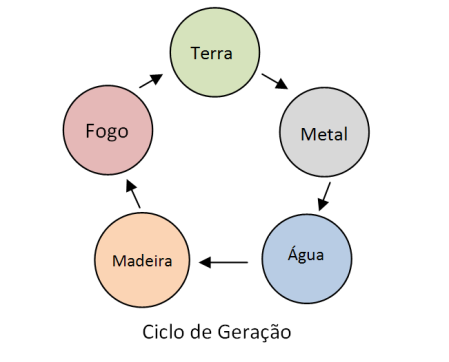 Terra
Metal
Água
Madeira
Fogo
Ciclo de Geração